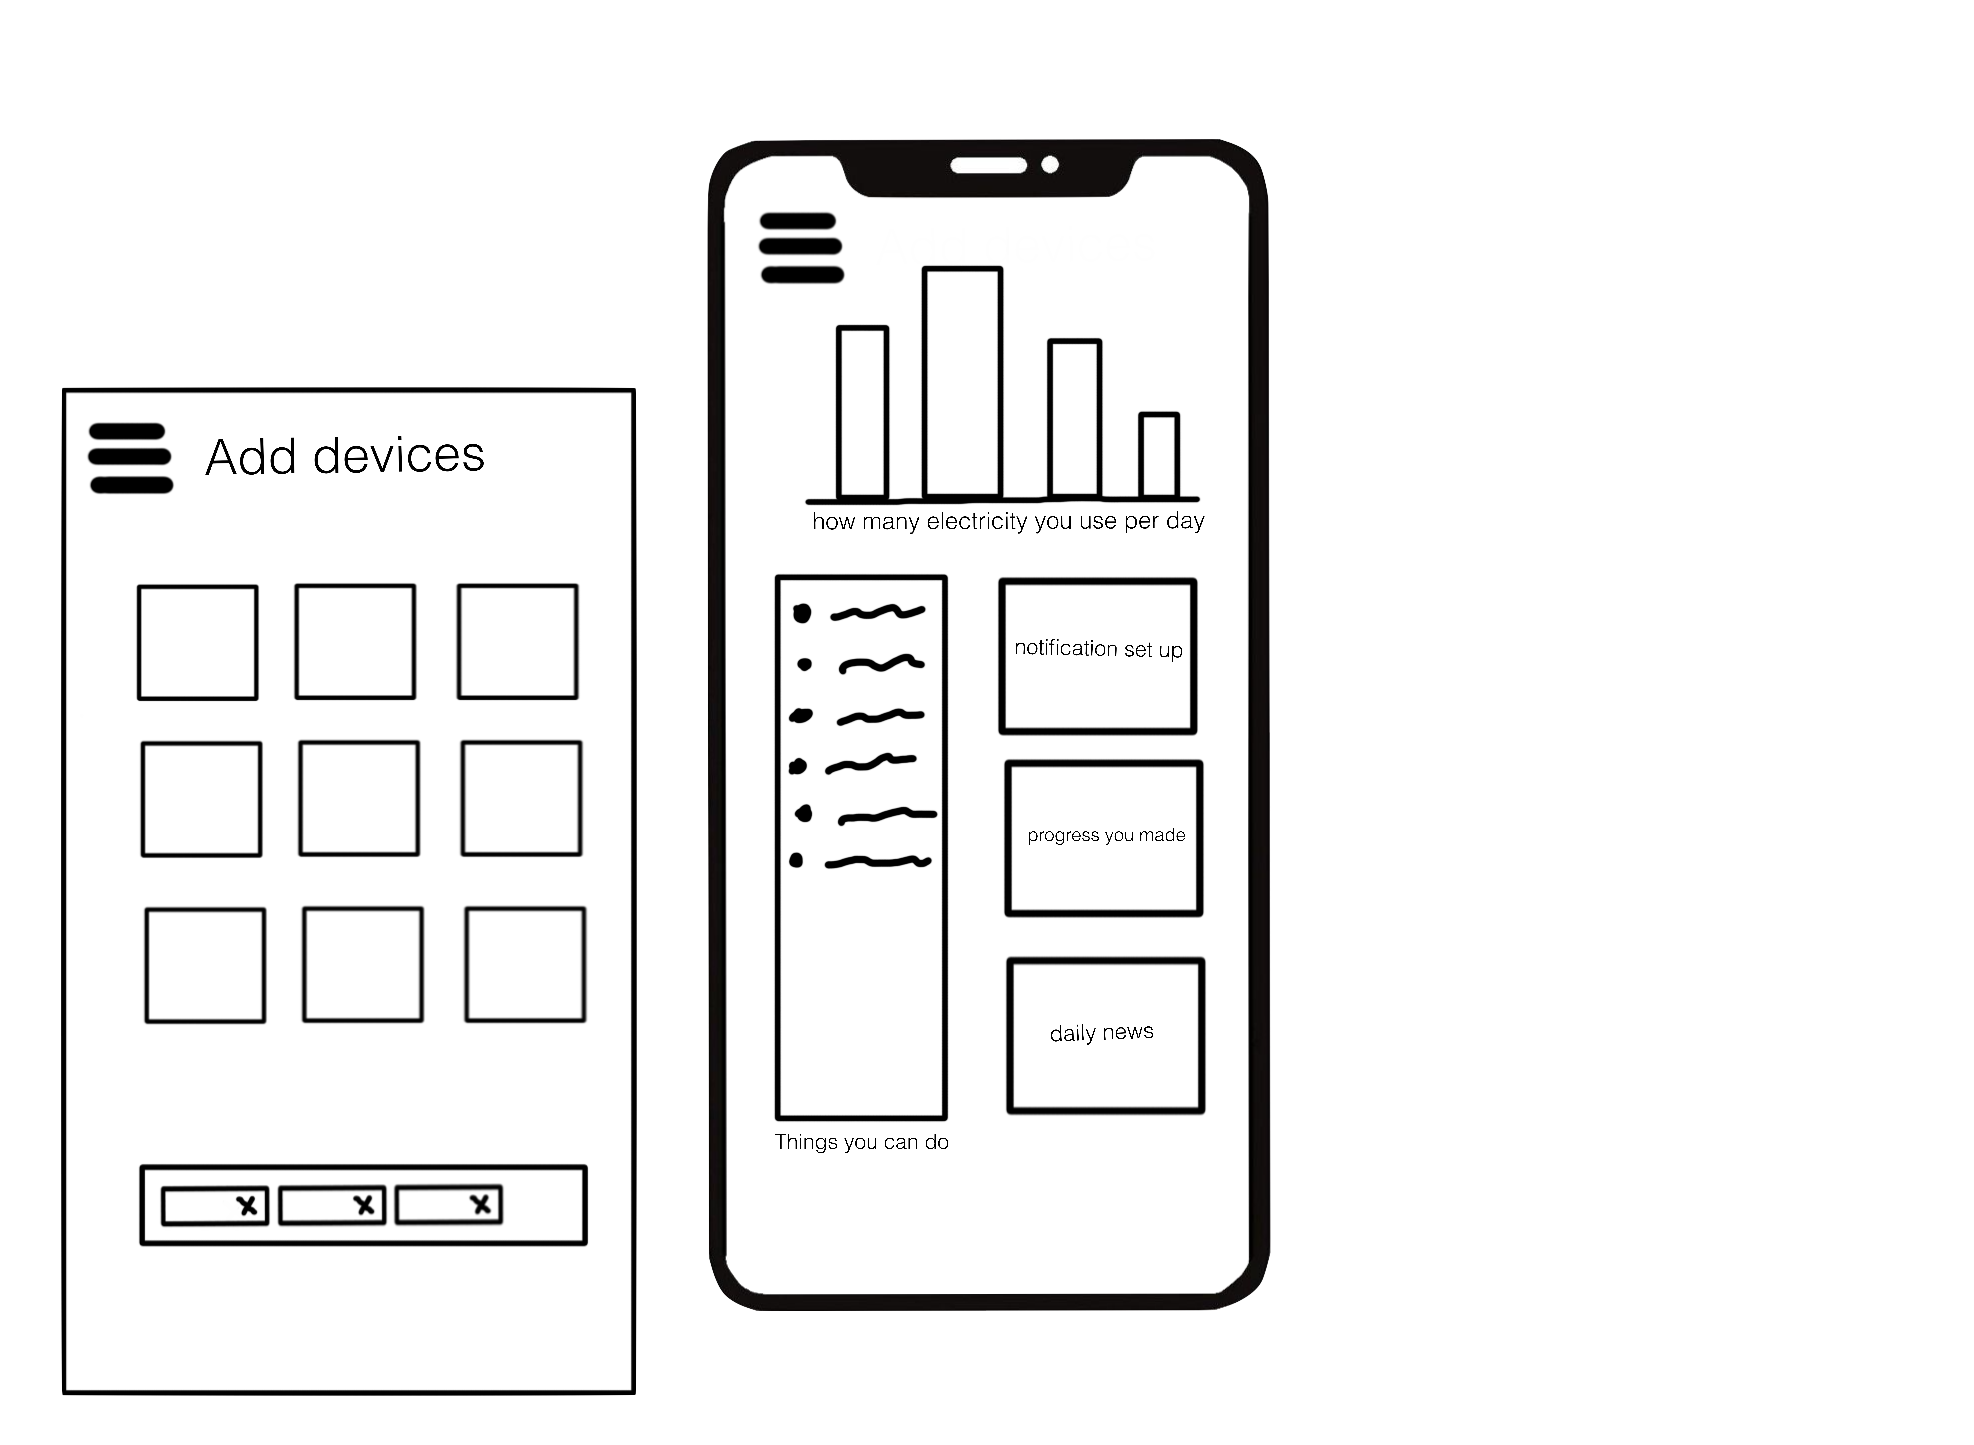 Add devices
how many electricity you use per day
notification set up
progress you made
daily news
Things you can do